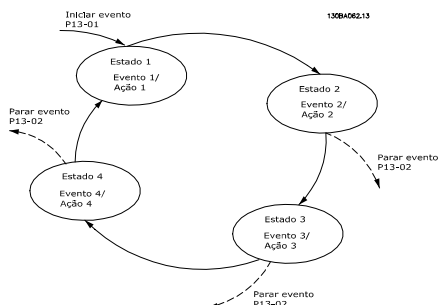 Iniciar evento
P13-01
130BA062.13
Estado 1
Evento 1/
Ação 1
Estado 2
Evento 2/
Ação 2
Parar evento
P13-02
Parar evento
P13-02
Estado 4
Evento 4/
Ação 4
Estado 3
Evento 3/
Ação 3
Parar evento
P13-02